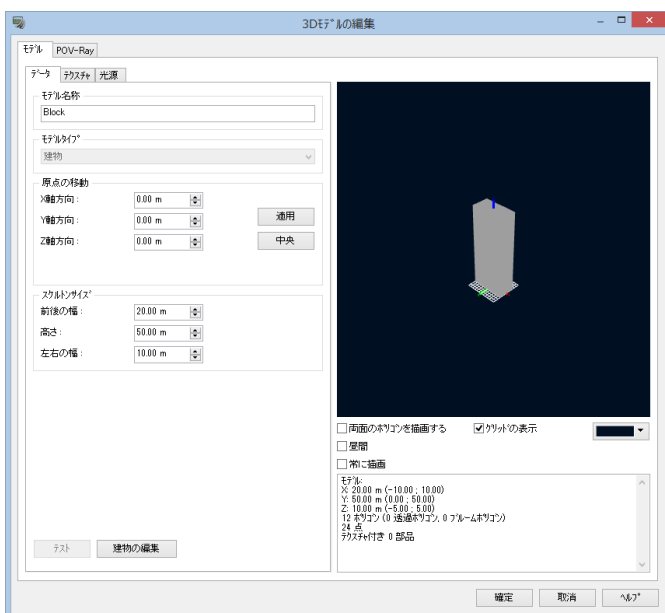 3Dﾓﾃﾞﾙの編集
ﾓﾃﾞﾙ POV-Ray
ﾃﾞｰﾀ ﾃｸｽﾁｬ 光源
ﾓﾃﾞﾙ名称
Block
ﾓﾃﾞﾙﾀｲﾌﾟ
建物
原点の移動
X軸方向： 0.00 m
Y軸方向： 0.00 m 適用
Z軸方向： 0.00 m 中央
ｽｹﾙﾄﾝｻｲｽﾞ
前後の幅： 20.00 m
高さ： 50.00 m
左右の幅： 10.00 m
ﾃｽﾄ 建物の編集
両面のﾎﾟﾘｺﾞﾝを描画する ｸﾞﾘｯﾄﾞの表示
昼間
常に描画
ﾓﾃﾞﾙ:
X: 20.00 m (-10.00 ; 10.00)
Y: 50.00 m (0.00 ; 50.00)
Z: 10.00 m (-5.00 ; 5.00)
12 ﾎﾟﾘｺﾞﾝ (0 透過ﾎﾟﾘｺﾞﾝ, 0 ﾌﾞﾙｰﾑﾎﾟﾘｺﾞﾝ)
24 点
ﾃｸｽﾁｬ付き 0 部品
確定 取消 ﾍﾙﾌﾟ